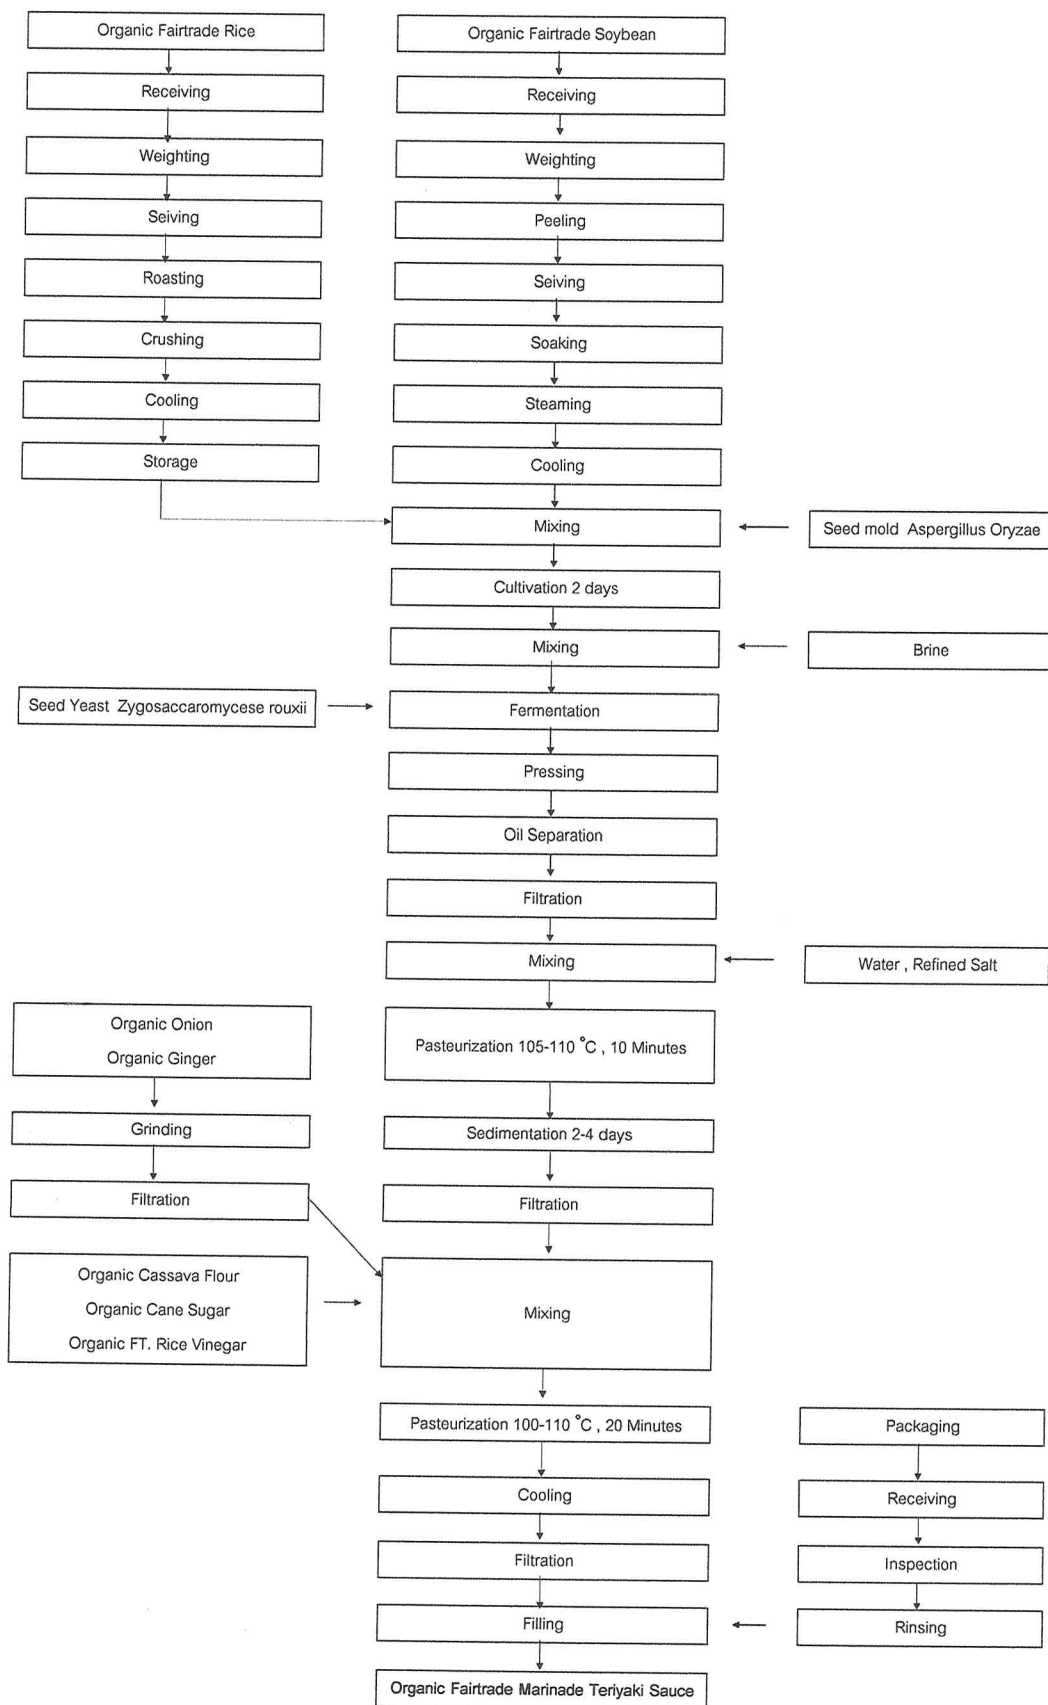 Organic Fairtrade Rice
Receiving
Weighting
Seiving
Roasting
Crushing
Cooling
Storage
Organic Fairtrade Soybean
Receiving
Weighting
Peeling
Seiving
Soaking
Steaming
Cooling
Mixing
Seed mold Aspergillus Oryzae
Cultivation 2 days
Mixing
Brine
Seed Yeast Zygosaccaromycese rouxii
Fermentation
Pressing
Oil Separation
Filtration
Mixing
Water , Refined Salt
Pasteurization 105-110 °C , 10 Minutes
Sedimentation 2-4 days
Filtration
Organic Onion
Organic Ginger
Grinding
Filtration
Organic Cassava Flour
Organic Cane Sugar
Organic FT. Rice Vinegar
Mixing
Pasteurization 100-110 °C , 20 Minutes
Cooling
Filtration
Filling
Packaging
Receiving
Inspection
Rinsing
Organic Fairtrade Marinade Teriyaki Sauce